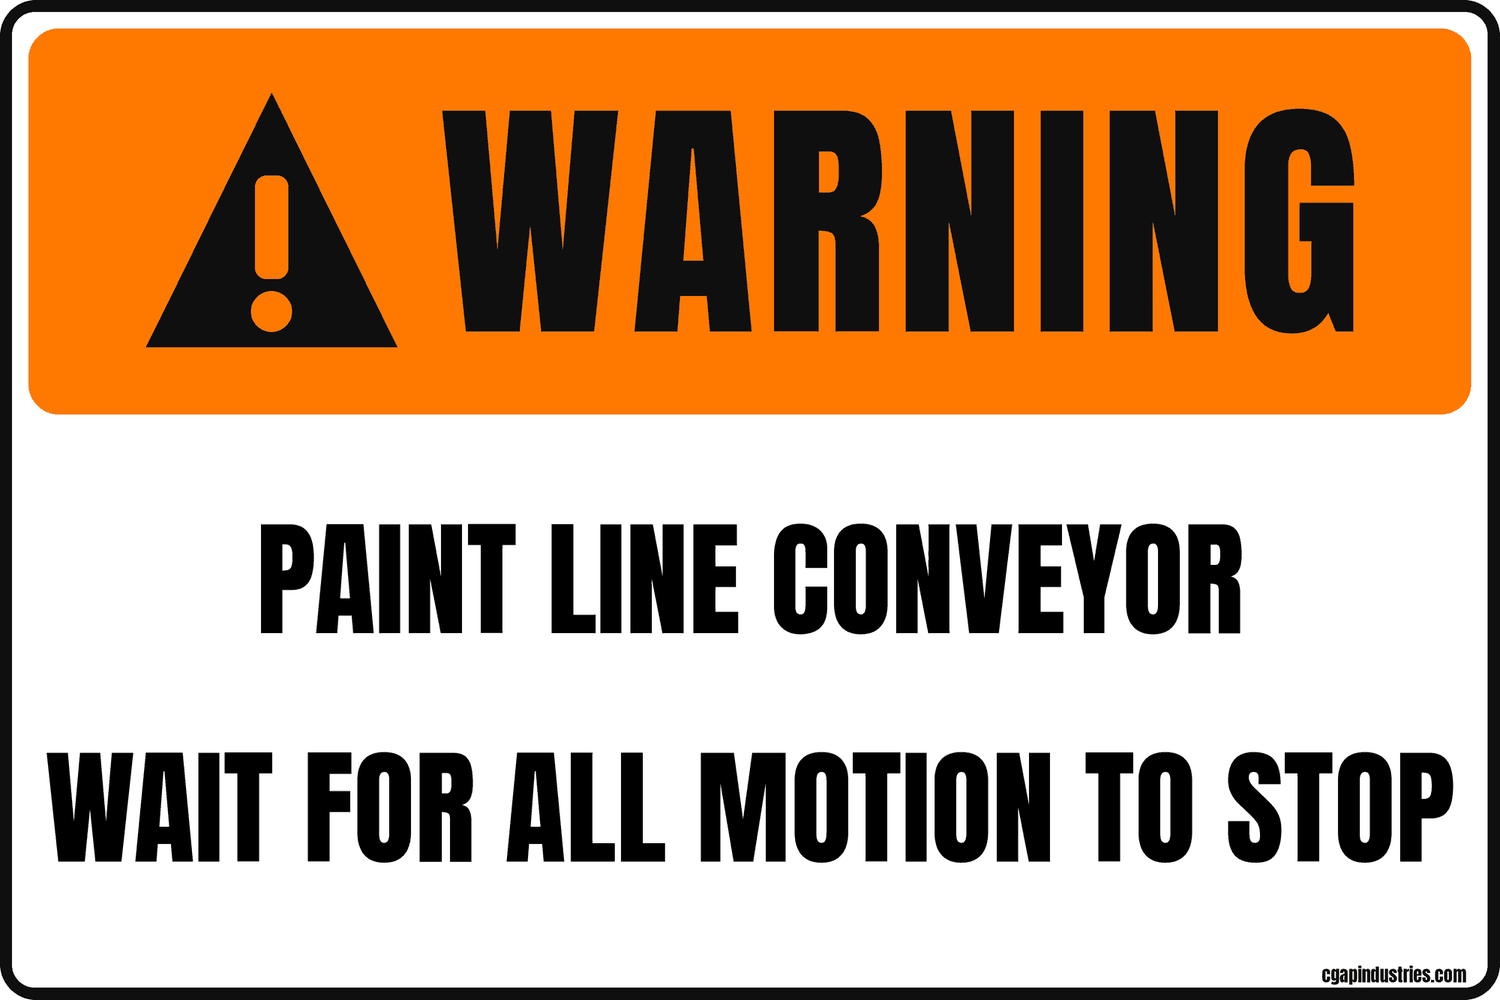 WARNING
PAINT LINE CONVEYOR
WAIT FOR ALL MOTION TO STOP
cgapindustries.com